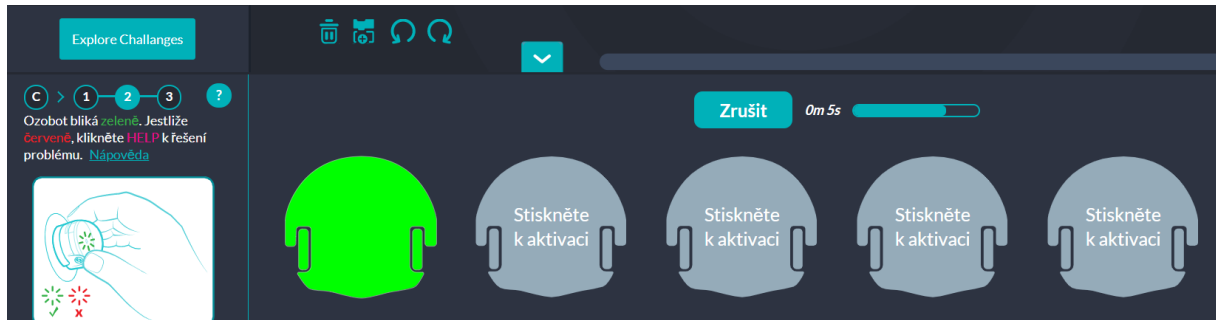 Explore Challanges
C > 1 2 3 ?
Ozobot bliká zeleně. Jestliže
červeně, klikněte HELP k řešení
problému. Nápověda
Zrušit 0m 5s
Stiskněte Stiskněte Stiskněte Stiskněte
k aktivaci k aktivaci k aktivaci k aktivaci